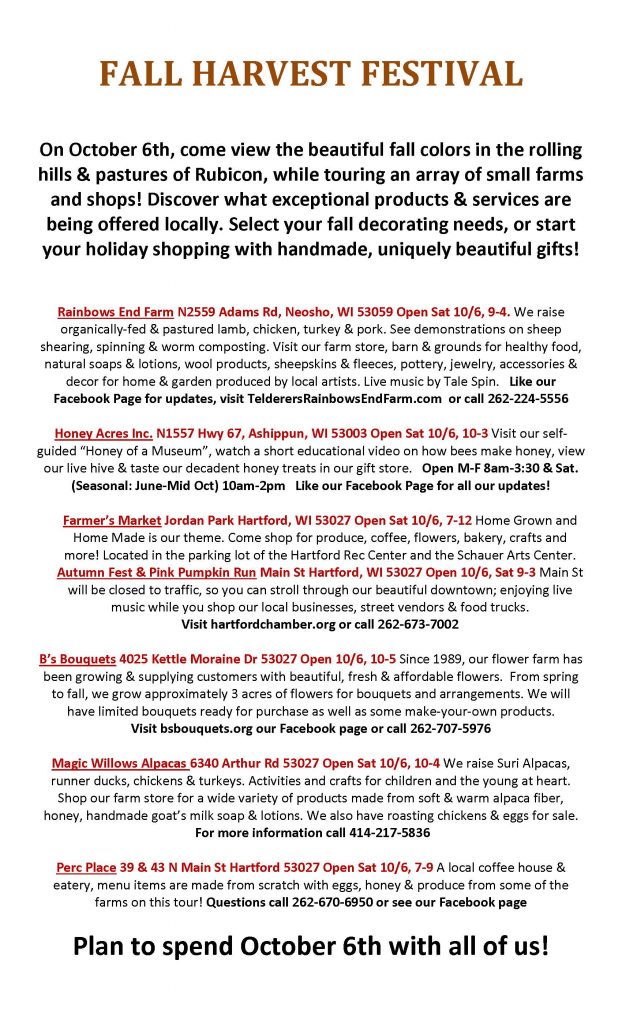 FALL HARVEST FESTIVAL
On October 6th, come view the beautiful fall colors in the rolling
hills & pastures of Rubicon, while touring an array of small farms
and shops! Discover what exceptional products & services are
being offered locally. Select your fall decorating needs, or start
your holiday shopping with handmade, uniquely beautiful gifts!
Rainbows End Farm N2559 Adams Rd, Neosho, WI 53059 Open Sat 10/6, 9-4. We raise
organically-fed & pastured lamb, chicken, turkey & pork. See demonstrations on sheep
shearing, spinning & worm composting. Visit our farm store, barn & grounds for healthy food,
natural soaps & lotions, wool products, sheepskins & fleeces, pottery, jewelry, accessories &
decor for home & garden produced by local artists. Live music by Tale Spin. Like our
Facebook Page for updates, visit TelderersRainbowsEndFarm.com or call 262-224-5556
Honey Acres Inc. N1557 Hwy 67, Ashippun, WI 53003 Open Sat 10/6, 10-3 Visit our self-
guided “Honey of a Museum”, watch a short educational video on how bees make honey, view
our live hive & taste our decadent honey treats in our gift store. Open M-F 8am-3:30 & Sat.
(Seasonal: June-Mid Oct) 10am-2pm Like our Facebook Page for all our updates!
Farmer’s Market Jordan Park Hartford, WI 53027 Open Sat 10/6, 7-12 Home Grown and
Home Made is our theme. Come shop for produce, coffee, flowers, bakery, crafts and
more! Located in the parking lot of the Hartford Rec Center and the Schauer Arts Center.
Autumn Fest & Pink Pumpkin Run Main St Hartford, WI 53027 Open 10/6, Sat 9-3 Main St
will be closed to traffic, so you can stroll through our beautiful downtown; enjoying live
music while you shop our local businesses, street vendors & food trucks.
Visit hartfordchamber.org or call 262-673-7002
B’s Bouquets 4025 Kettle Moraine Dr 53027 Open 10/6, 10-5 Since 1989, our flower farm has
been growing & supplying customers with beautiful, fresh & affordable flowers. From spring
to fall, we grow approximately 3 acres of flowers for bouquets and arrangements. We will
have limited bouquets ready for purchase as well as some make-your-own products.
Visit bsbouquets.org our Facebook page or call 262-707-5976
Magic Willows Alpacas 6340 Arthur Rd 53027 Open Sat 10/6, 10-4 We raise Suri Alpacas,
runner ducks, chickens & turkeys. Activities and crafts for children and the young at heart.
Shop our farm store for a wide variety of products made from soft & warm alpaca fiber,
honey, handmade goat’s milk soap & lotions. We also have roasting chickens & eggs for sale.
For more information call 414-217-5836
Perc Place 39 & 43 N Main St Hartford 53027 Open Sat 10/6, 7-9 A local coffee house &
eatery, menu items are made from scratch with eggs, honey & produce from some of the
farms on this tour! Questions call 262-670-6950 or see our Facebook page
Plan to spend October 6th with all of us!